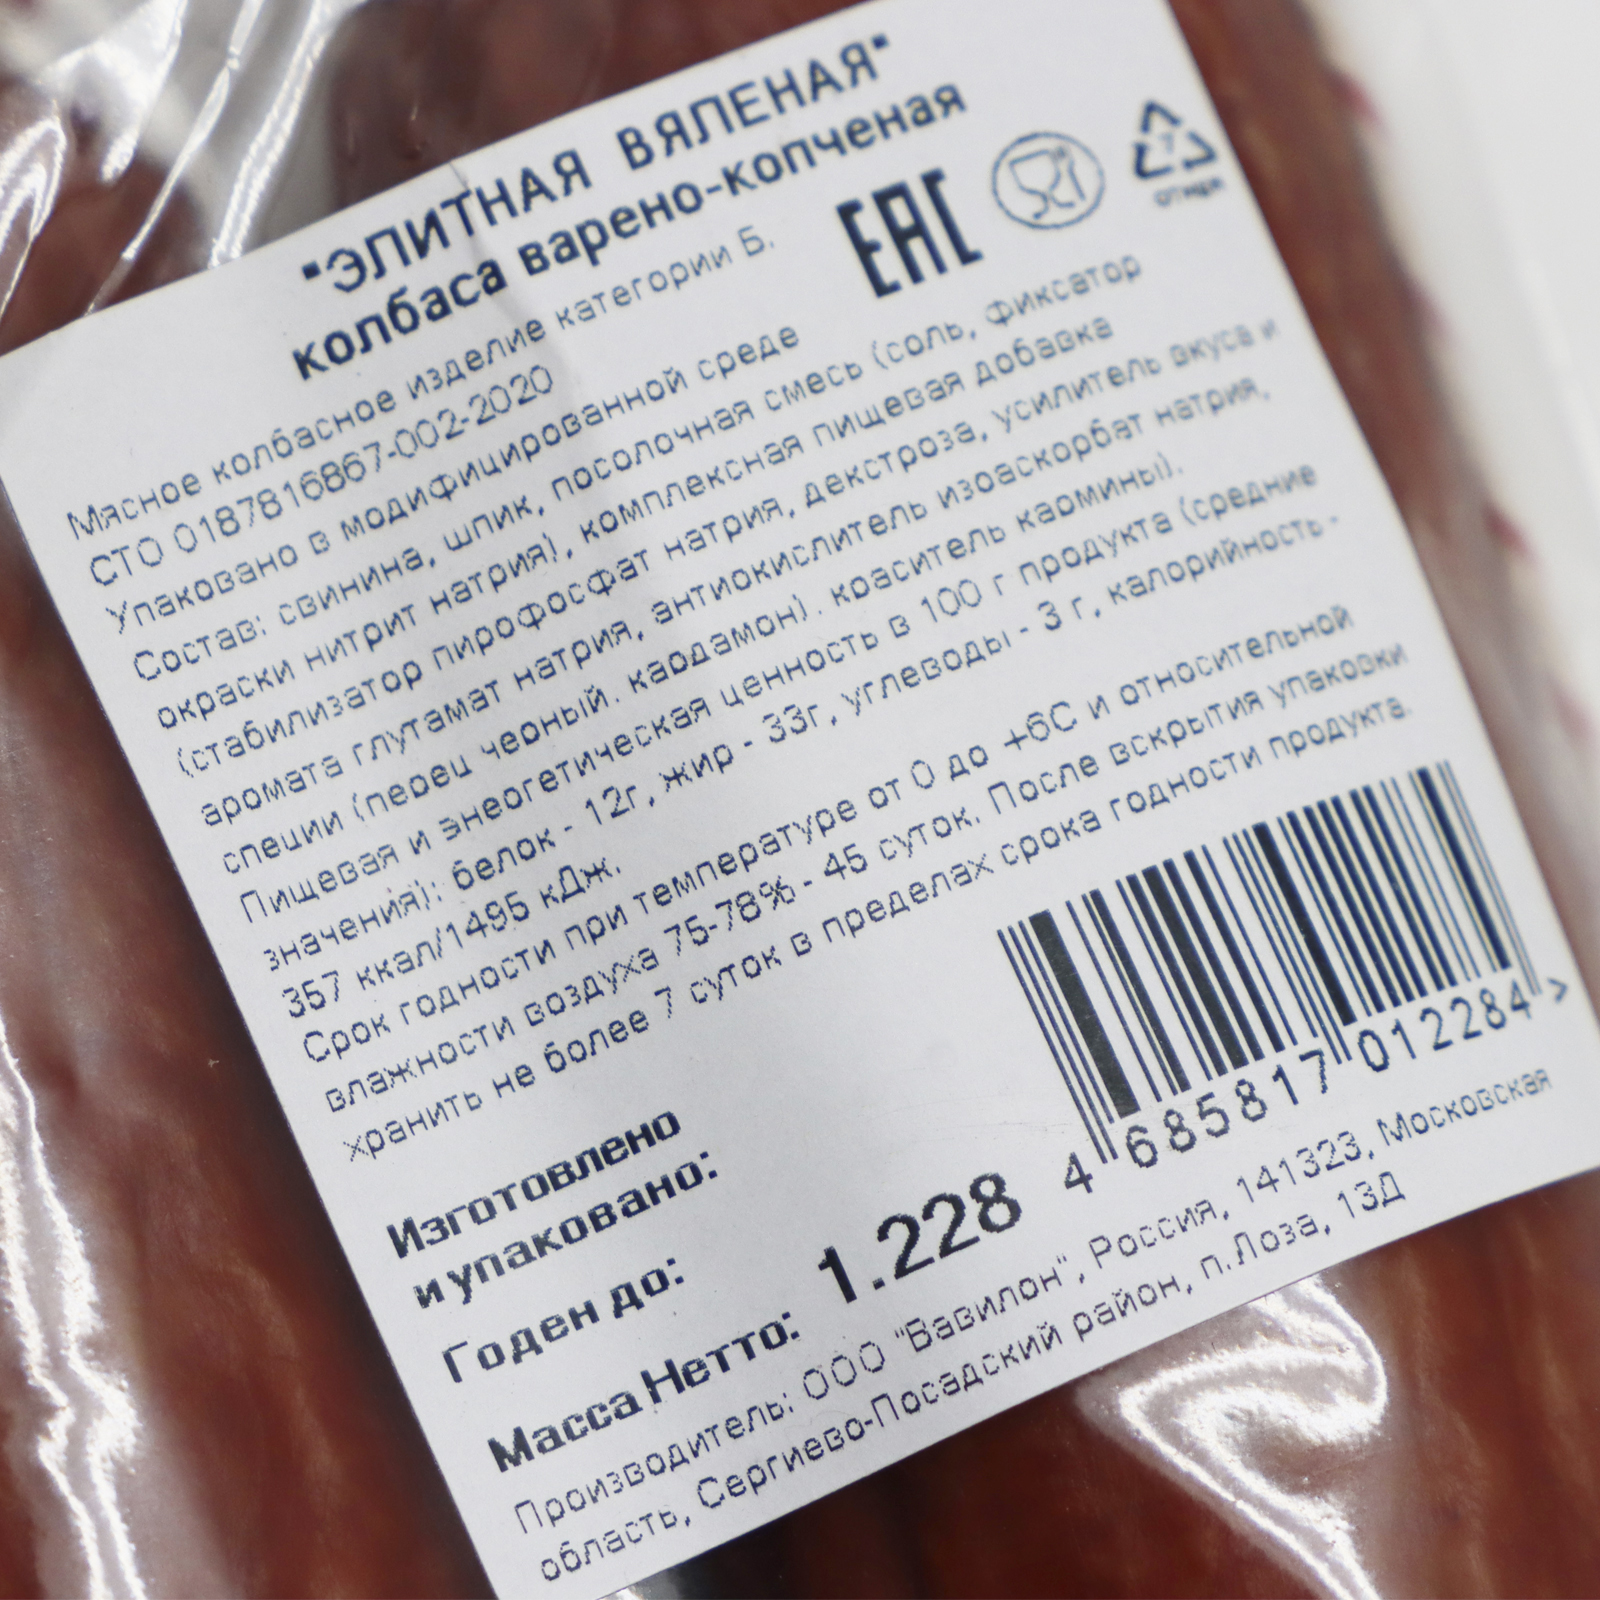 "ЭЛИТНАЯ ВЯЛЕНАЯ"
колбаса варено-копченая
Мясное колбасное изделие категории Б.
СТО 0187816867-002-2020
EAC
7
Упаковано в модифицированной среде
Состав: свинина, шпик, посолочная смесь (соль, фиксатор
окраски нитрит натрия), комплексная пищевая добавка
(стабилизатор пирофосфат натрия, декстроза, усилитель вкуса и
аромата глутамат натрия, антиокислитель изоаскорбат натрия,
специи (перец черный. кардамон). краситель кармины).
Пищевая и энергетическая ценность в 100 г продукта (средние
значения): белок - 12г, жир - 33г, углеводы - 3 г, калорийность -
357 ккал/1495 кДж.
Срок годности при температуре от 0 до +6С и относительной
влажности воздуха 75-78% - 45 суток. После вскрытия упаковки
хранить не более 7 суток в пределах срока годности продукта.
Изготовлено
и упаковано:
Годен до:
Масса Нетто: 1.228
4 685817 012284 >
Производитель: ООО "Вавилон", Россия, 141323, Московская
область, Сергиево-Посадский район, п.Лоза, 13Д